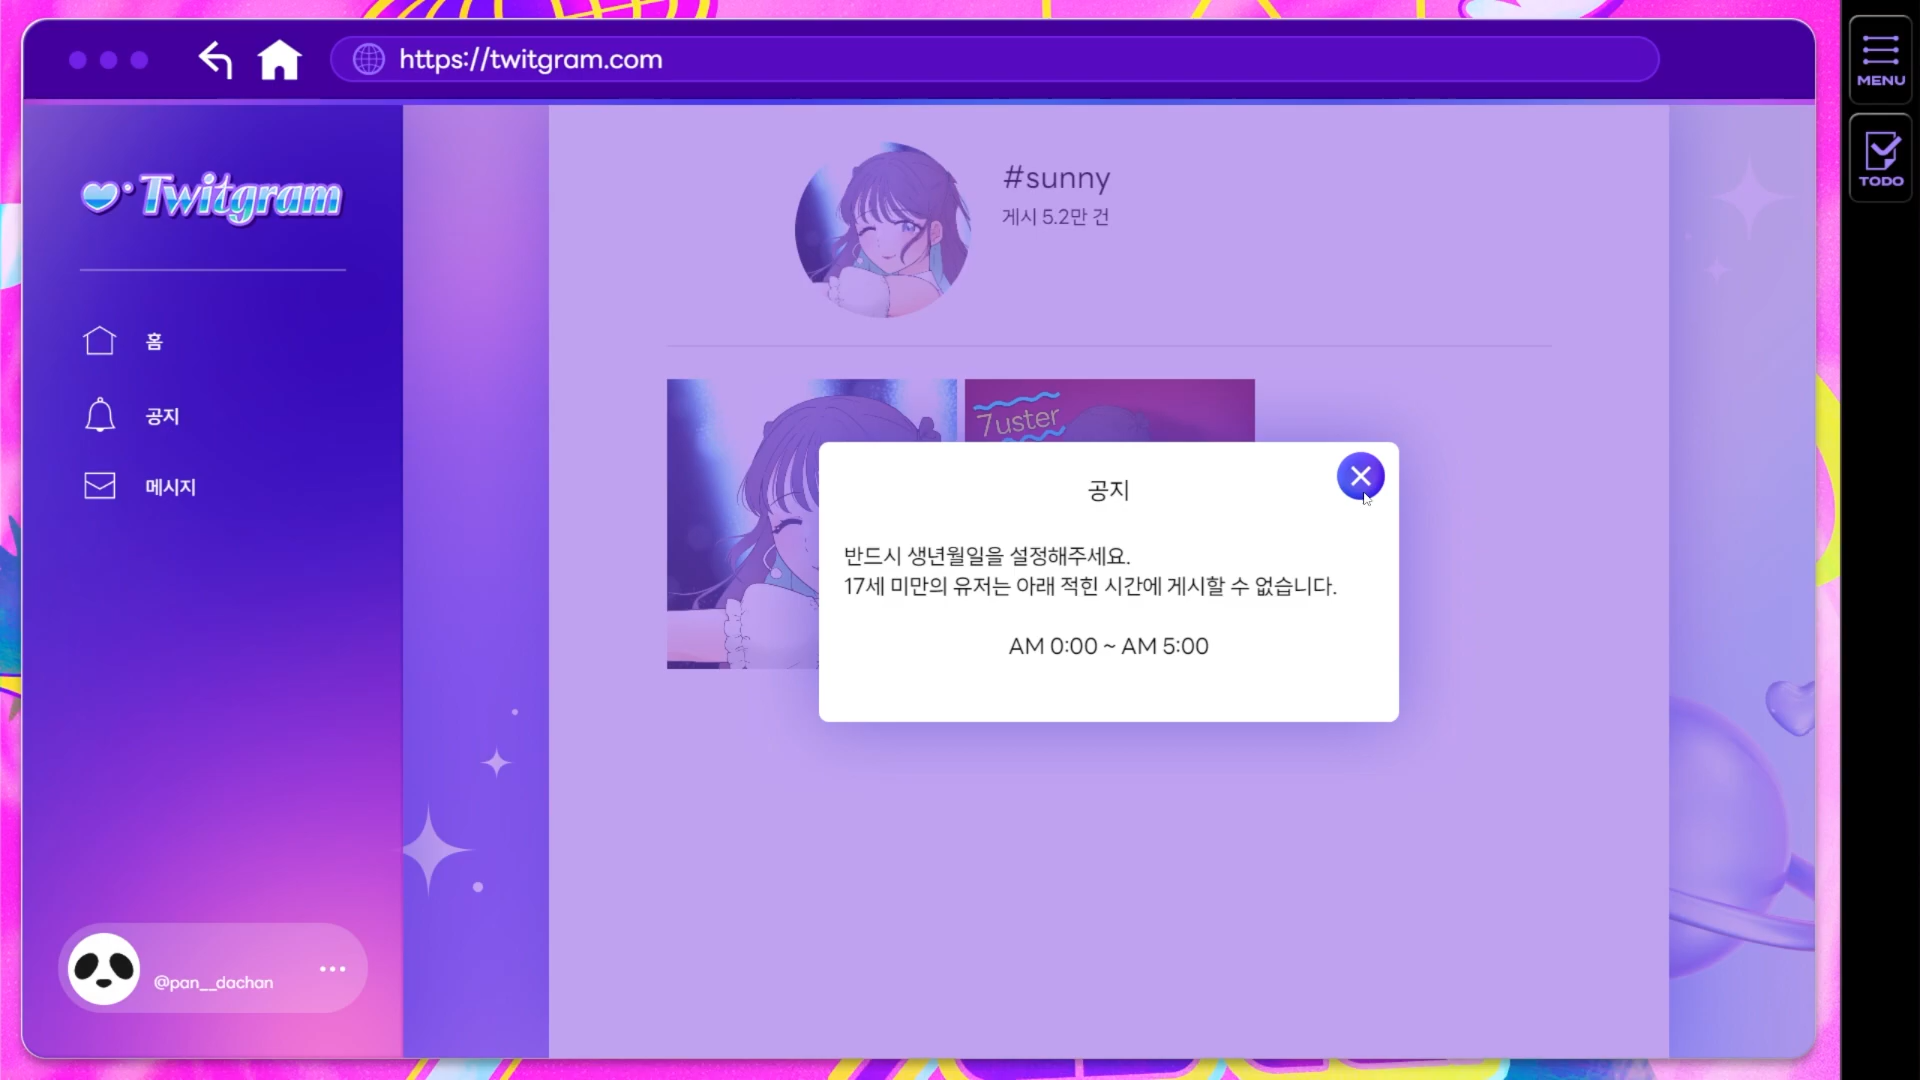 https://twitgram.com
MENU
TODO
Twitgram
홈
공지
메시지
@pan__dachan
#sunny
게시 5.2만 건
7uster
공지
반드시 생년월일을 설정해주세요.
17세 미만의 유저는 아래 적힌 시간에 게시할 수 없습니다.
AM 0:00 ~ AM 5:00